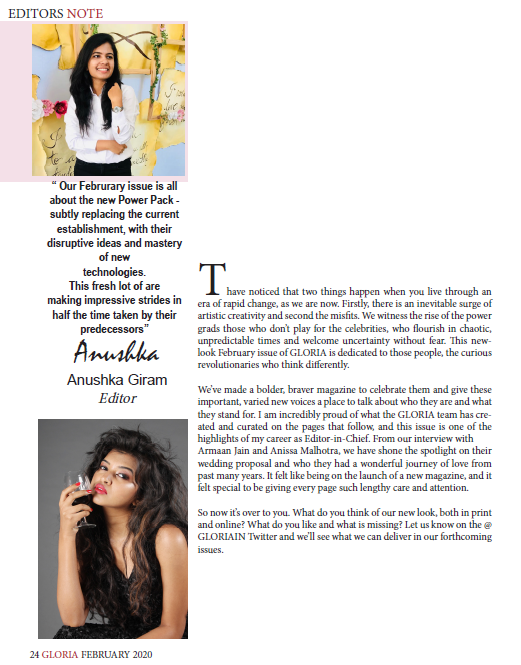 EDITORS NOTE
“ Our Februrary issue is all
about the new Power Pack -
subtly replacing the current
establishment, with their
disruptive ideas and mastery
of new
technologies.
This fresh lot of are
making impressive strides in
half the time taken by their
predecessors”
Anushka
Anushka Giram
Editor
T have noticed that two things happen when you live through an
era of rapid change, as we are now. Firstly, there is an inevitable surge of
artistic creativity and second the misfits. We witness the rise of the power
grads those who don’t play for the celebrities, who flourish in chaotic,
unpredictable times and welcome uncertainty without fear. This new-
look February issue of GLORIA is dedicated to those people, the curious
revolutionaries who think differently.
We’ve made a bolder, braver magazine to celebrate them and give these
important, varied new voices a place to talk about who they are and what
they stand for. I am incredibly proud of what the GLORIA team has cre-
ated and curated on the pages that follow, and this issue is one of the
highlights of my career as Editor-in-Chief. From our interview with
Armaan Jain and Anissa Malhotra, we have shone the spotlight on their
wedding proposal and who they had a wonderful journey of love from
past many years. It felt like being on the launch of a new magazine, and it
felt special to be giving every page such lengthy care and attention.
So now it’s over to you. What do you think of our new look, both in print
and online? What do you like and what is missing? Let us know on the @
GLORIAIN Twitter and we’ll see what we can deliver in our forthcoming
issues.
24 GLORIA FEBRUARY 2020